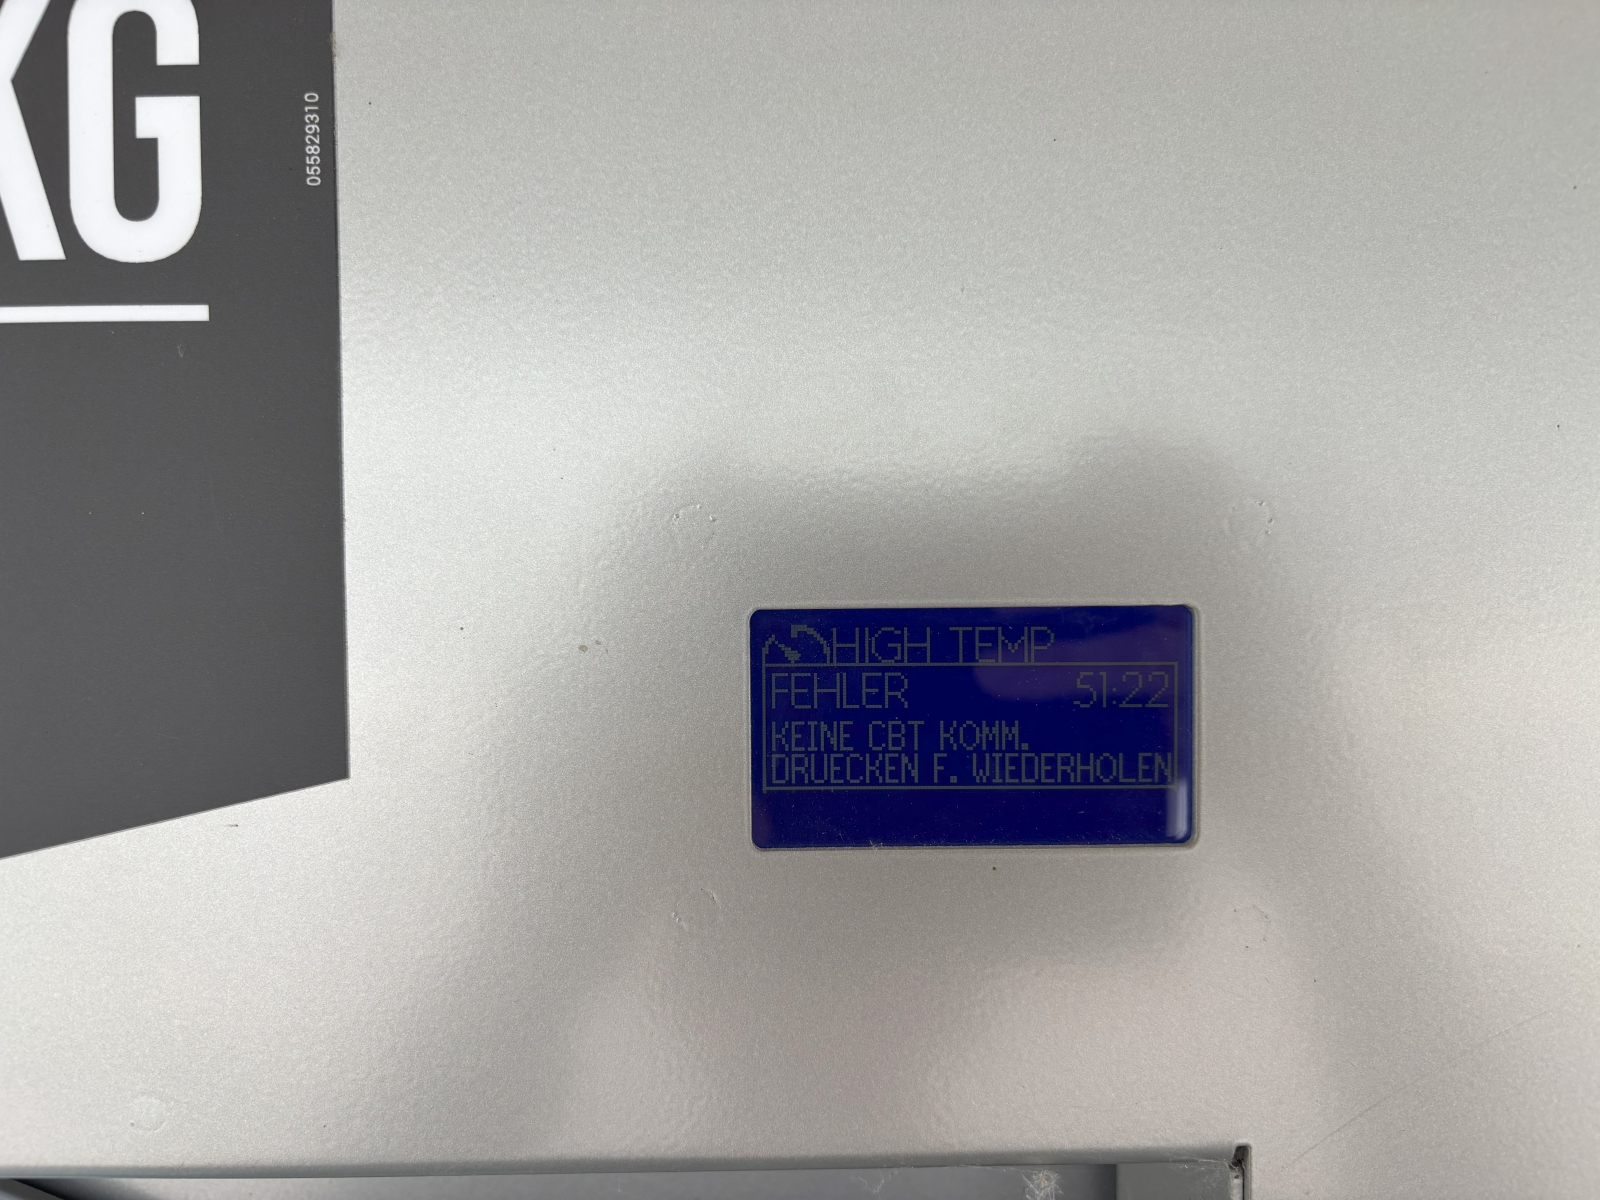 KG
055829310
HIGH TEMP
FEHLER 51:22
KEINE CBT KOMM.
DRUECKEN F. WIEDERHOLEN